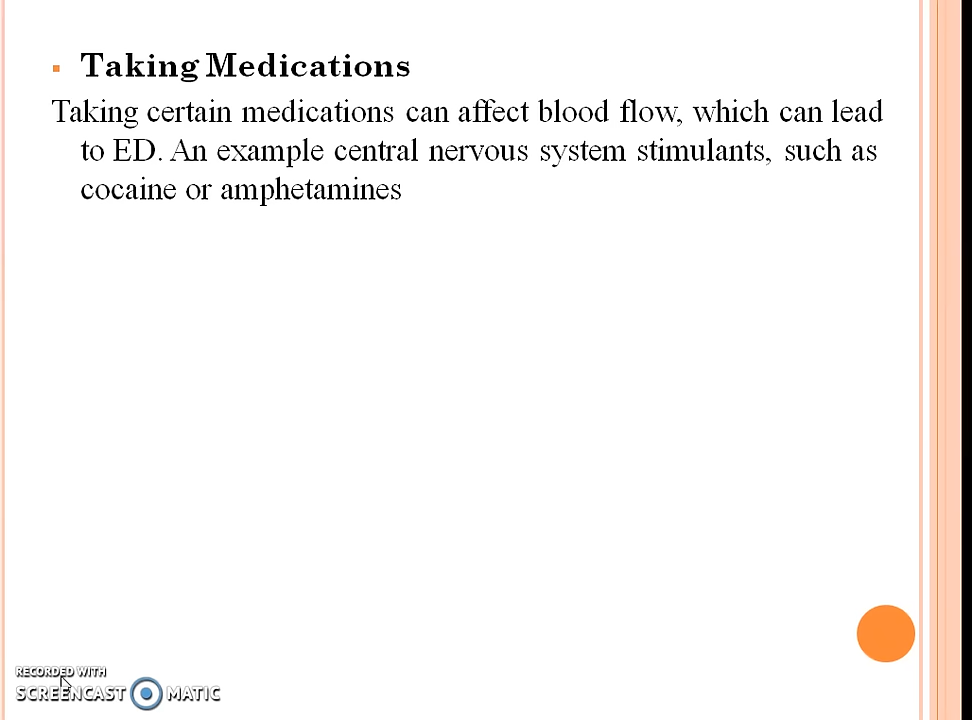 Taking Medications
Taking certain medications can affect blood flow, which can lead
to ED. An example central nervous system stimulants, such as
cocaine or amphetamines
RECORDED WITH
SCREENCAST MATIC